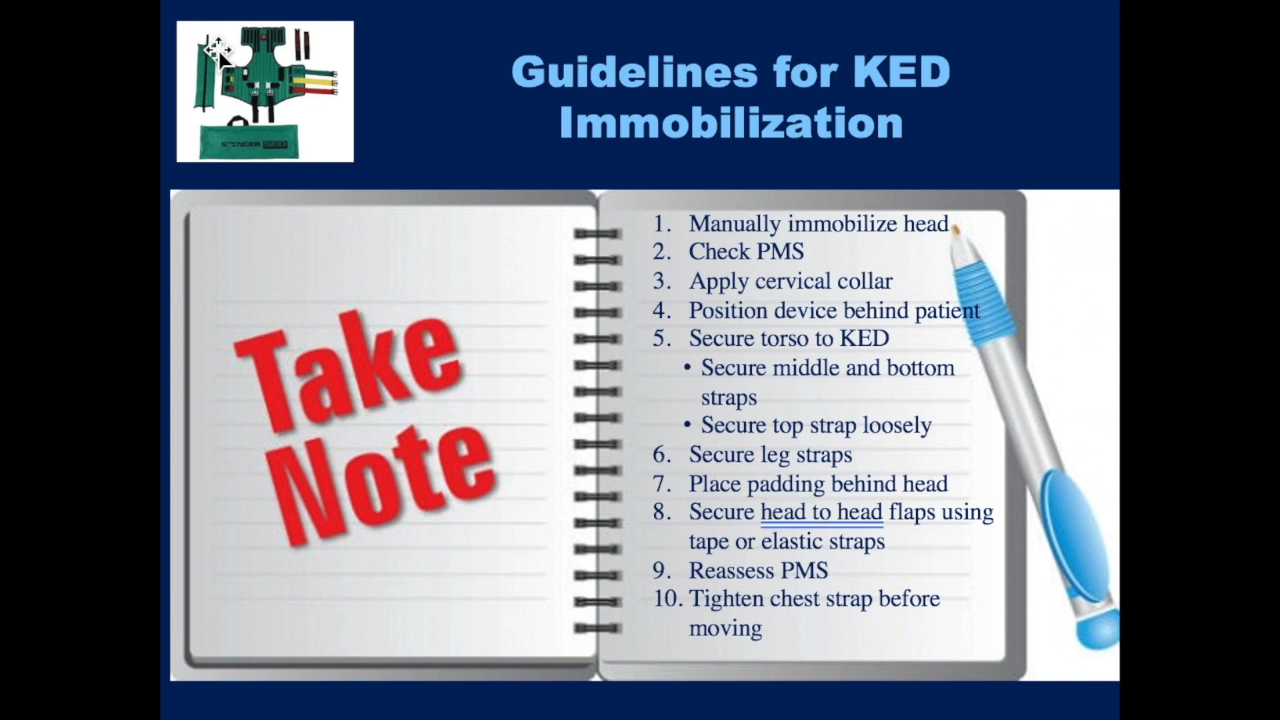 Guidelines for KED
Immobilization
Take
Note
1. Manually immobilize head
2. Check PMS
3. Apply cervical collar
4. Position device behind patient
5. Secure torso to KED
• Secure middle and bottom
straps
• Secure top strap loosely
6. Secure leg straps
7. Place padding behind head
8. Secure head to head flaps using
tape or elastic straps
9. Reassess PMS
10. Tighten chest strap before
moving